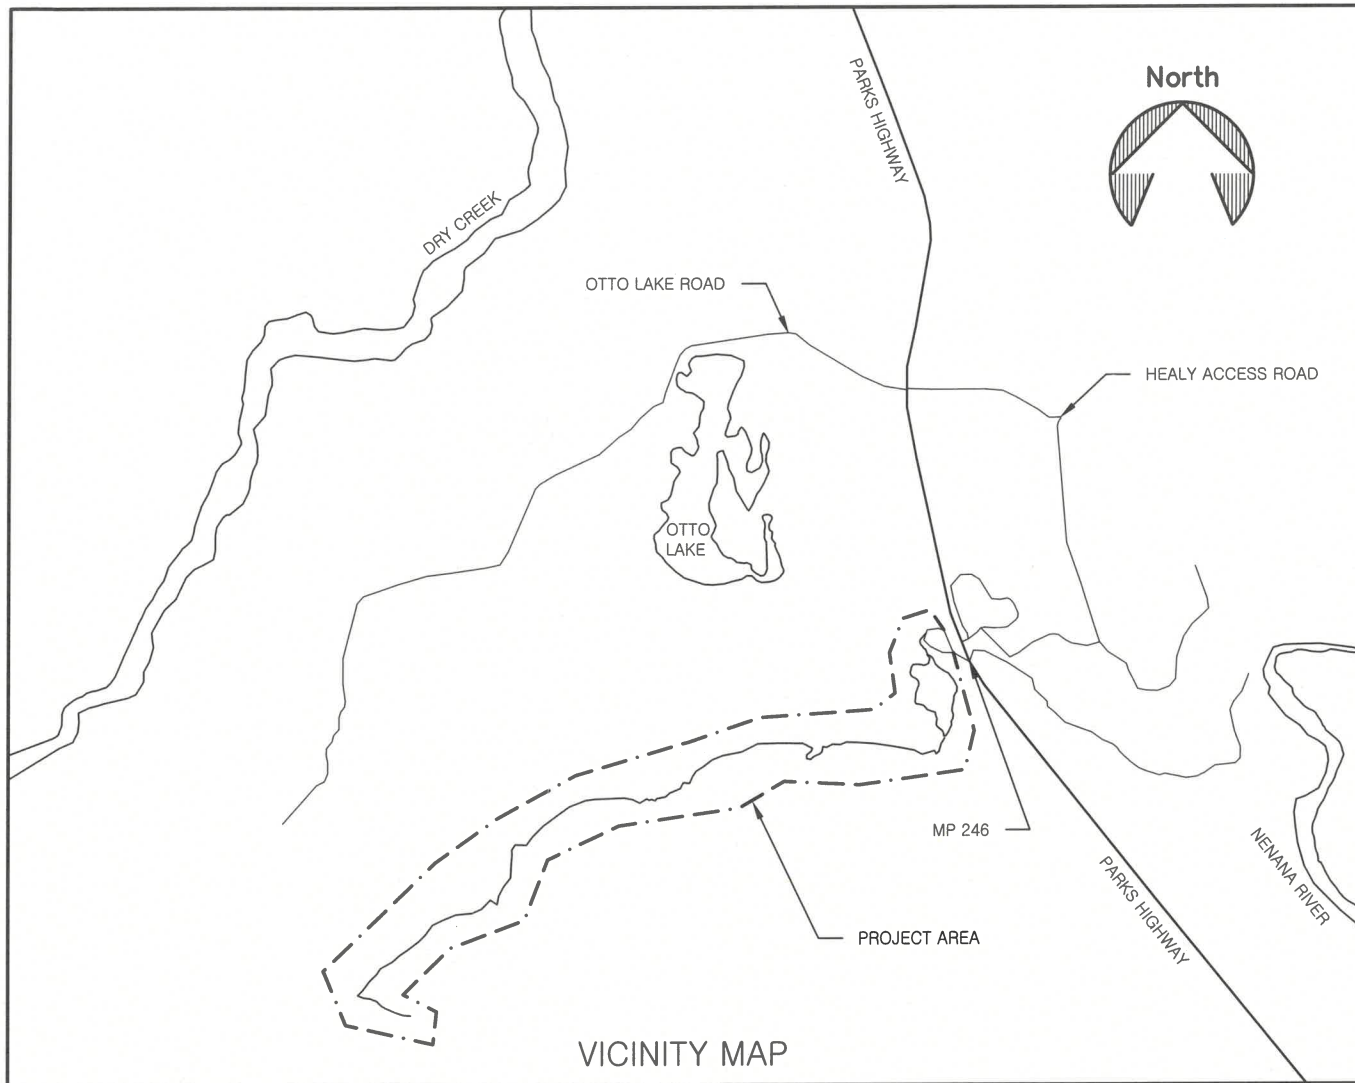 North
PARKS HIGHWAY
DRY CREEK
OTTO LAKE ROAD
HEALY ACCESS ROAD
OTTO
LAKE
MP 246
PARKS HIGHWAY
NENANA RIVER
PROJECT AREA
VICINITY MAP